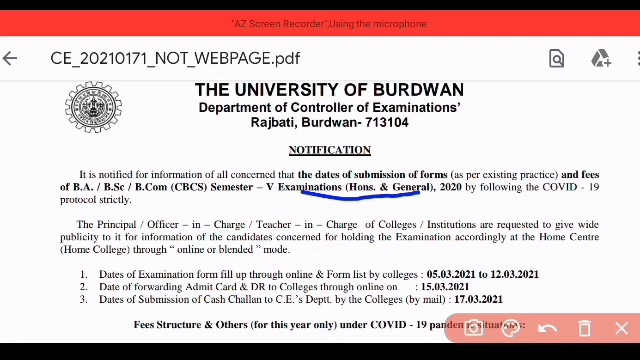 "AZ Screen Recorder",Using the microphone
CE_20210171_NOT_WEBPAGE.pdf
THE UNIVERSITY OF BURDWAN
Department of Controller of Examinations'
Rajbati, Burdwan- 713104
NOTIFICATION
It is notified for information of all concerned that the dates of submission of forms (as per existing practice) and fees
of B.A. / B.Sc / B.Com (CBCS) Semester – V Examinations (Hons. & General), 2020 by following the COVID - 19
protocol strictly.
The Principal / Officer – in – Charge / Teacher – in – Charge of Colleges / Institutions are requested to give wide
publicity to it for information of the candidates concerned for holding the Examination accordingly at the Home Centre
(Home College) through " online or blended" mode.
1. Dates of Examination form fill up through online & Form list by colleges : 05.03.2021 to 12.03.2021
2. Date of forwarding Admit Card & DR to Colleges through online on : 15.03.2021
3. Dates of Submission of Cash Challan to C.E.'s Deptt. by the Colleges (by mail) : 17.03.2021
Fees Structure & Others (for this year only) under COVID - 19 pandemic situations: